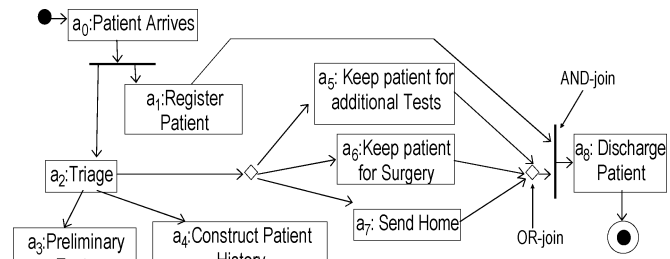 a0:Patient Arrives
a1:Register
Patient
a5: Keep patient for
additional Tests
AND-join
a6:Keep patient
for Surgery
a8: Discharge
Patient
a2:Triage
a7: Send Home
OR-join
a3:Preliminary
a4:Construct Patient
History